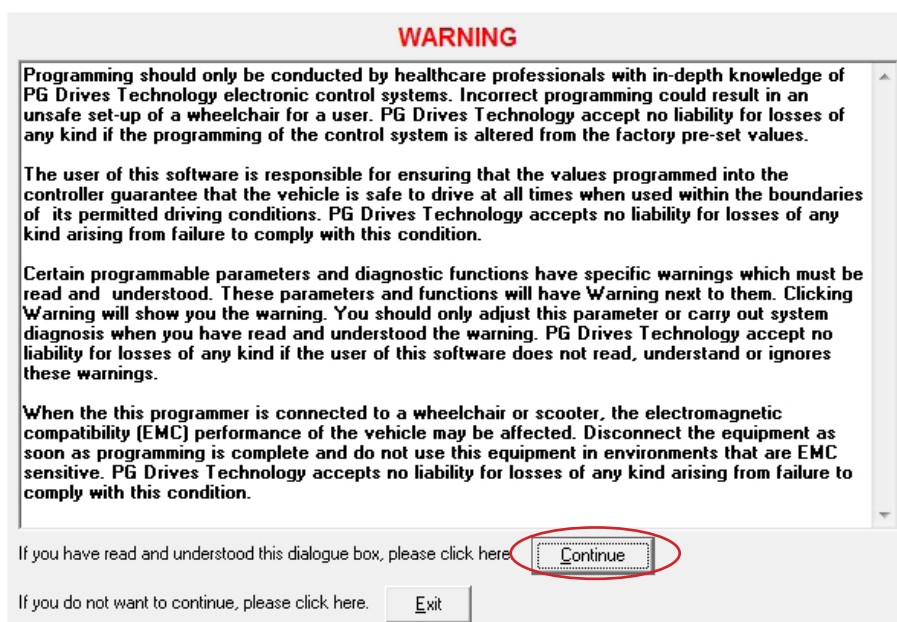 WARNING
Programming should only be conducted by healthcare professionals with in-depth knowledge of
PG Drives Technology electronic control systems. Incorrect programming could result in an
unsafe set-up of a wheelchair for a user. PG Drives Technology accept no liability for losses of
any kind if the programming of the control system is altered from the factory pre-set values.
The user of this software is responsible for ensuring that the values programmed into the
controller guarantee that the vehicle is safe to drive at all times when used within the boundaries
of its permitted driving conditions. PG Drives Technology accepts no liability for losses of any
kind arising from failure to comply with this condition.
Certain programmable parameters and diagnostic functions have specific warnings which must be
read and understood. These parameters and functions will have Warning next to them. Clicking
Warning will show you the warning. You should only adjust this parameter or carry out system
diagnosis when you have read and understood the warning. PG Drives Technology accept no
liability for losses of any kind if the user of this software does not read, understand or ignores
these warnings.
When the this programmer is connected to a wheelchair or scooter, the electromagnetic
compatibility (EMC) performance of the vehicle may be affected. Disconnect the equipment as
soon as programming is complete and do not use this equipment in environments that are EMC
sensitive. PG Drives Technology accepts no liability for losses of any kind arising from failure to
comply with this condition.
If you have read and understood this dialogue box, please click here Continue
If you do not want to continue, please click here. Exit